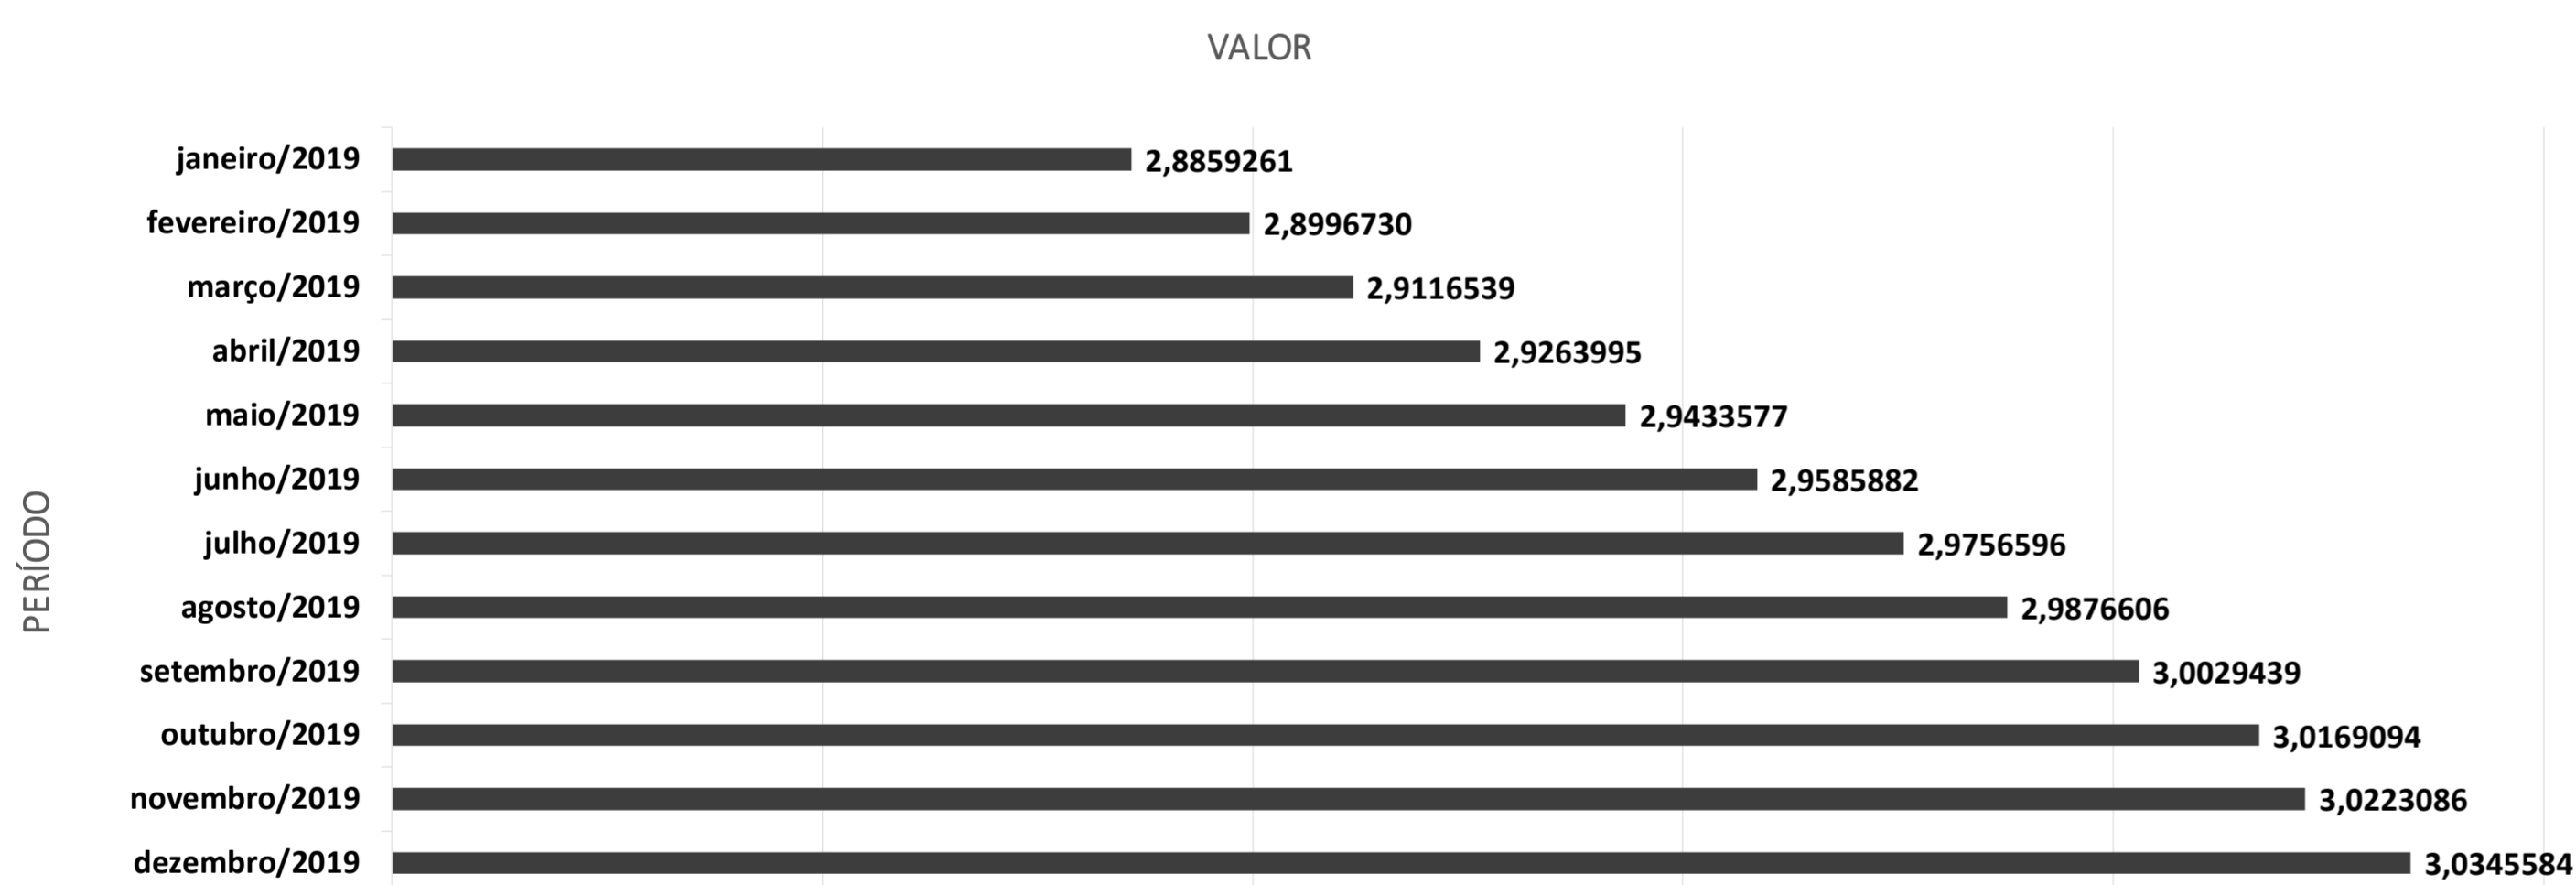 VALOR
PERÍODO
janeiro/2019 2,8859261
fevereiro/2019 2,8996730
março/2019 2,9116539
abril/2019 2,9263995
maio/2019 2,9433577
junho/2019 2,9585882
julho/2019 2,9756596
agosto/2019 2,9876606
setembro/2019 3,0029439
outubro/2019 3,0169094
novembro/2019 3,0223086
dezembro/2019 3,0345584